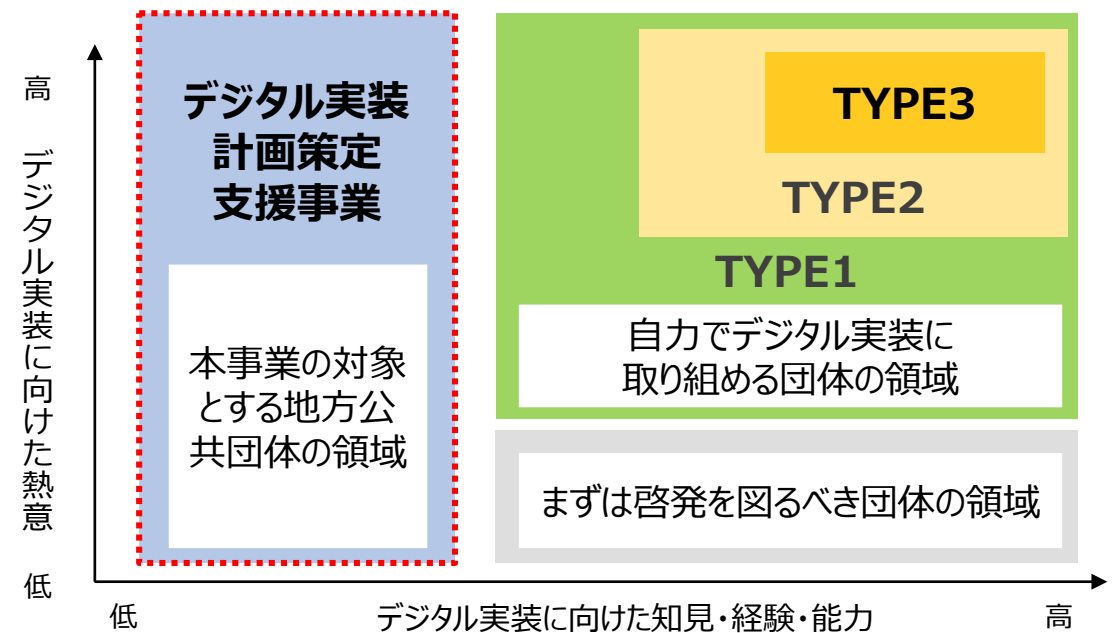 高
デジタル実装に向けた熱意
低
デジタル実装
計画策定
支援事業
本事業の対象
とする地方公
共団体の領域
TYPE3
TYPE2
TYPE1
自力でデジタル実装に
取り組める団体の領域
まずは啓発を図るべき団体の領域
低
デジタル実装に向けた知見・経験・能力
高